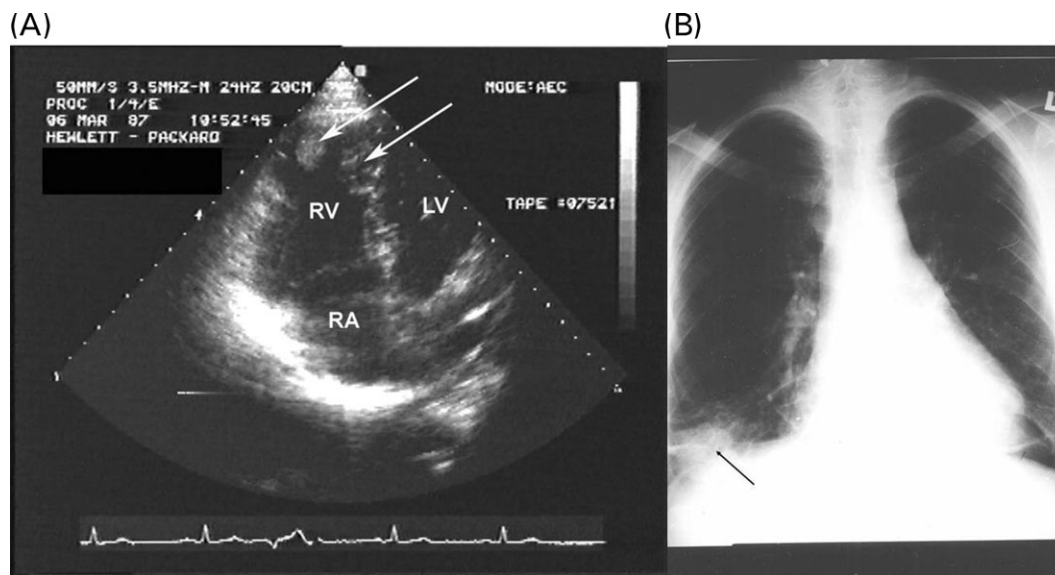 (A)
(B)
50MM/S 3.5MHZ-M 24HZ 20CM
MODE:AEC
PROC 1/4/E
06 MAR 87 10:52:45
HEWLETT - PACKARD
TAPE #07521
RV
LV
RA